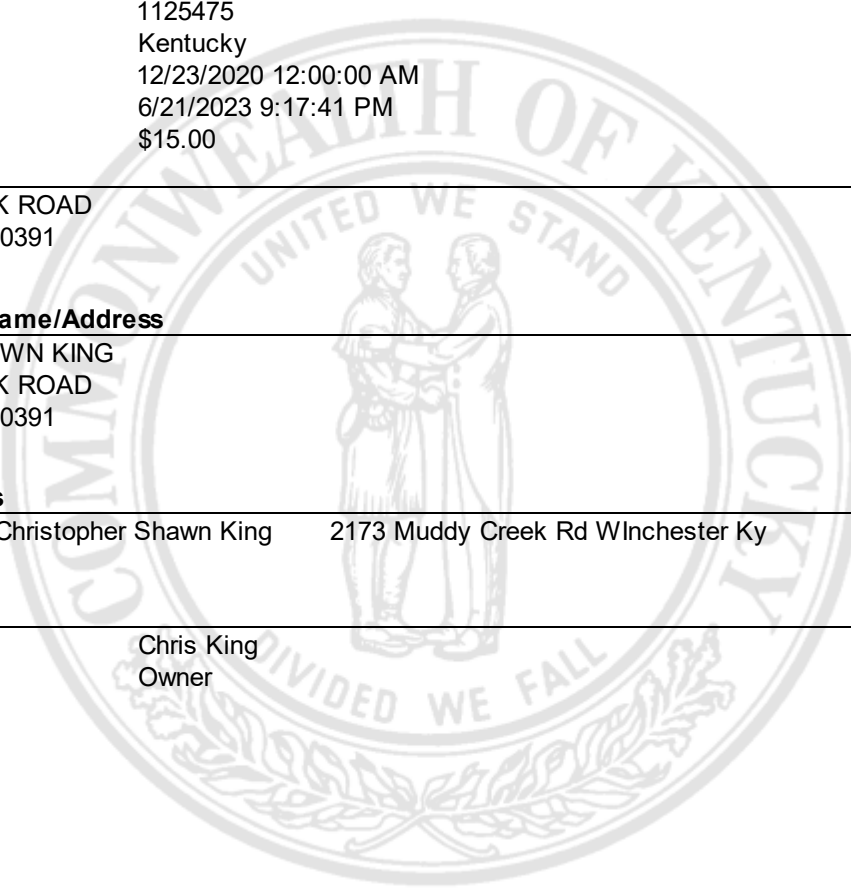 1125475
Kentucky
12/23/2020 12:00:00 AM
6/21/2023 9:17:41 PM
$15.00
K ROAD
0391
ame/Address
WN KING
K ROAD
0391
s
Christopher Shawn King 2173 Muddy Creek Rd WInchester Ky
Chris King
Owner
COMMONWEALTH OF KENTUCKY
UNITED WE STAND
DIVIDED WE FALL